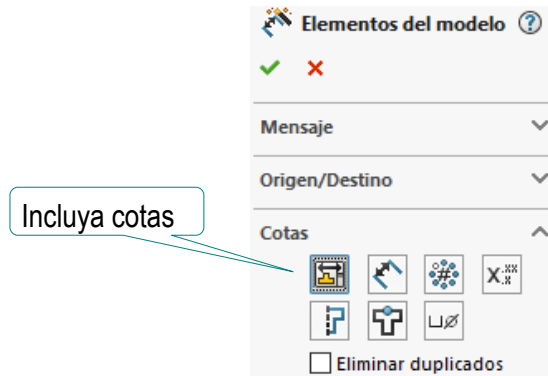 Elementos del modelo
Mensaje
Origen/Destino
Incluya cotas
Cotas
Eliminar duplicados